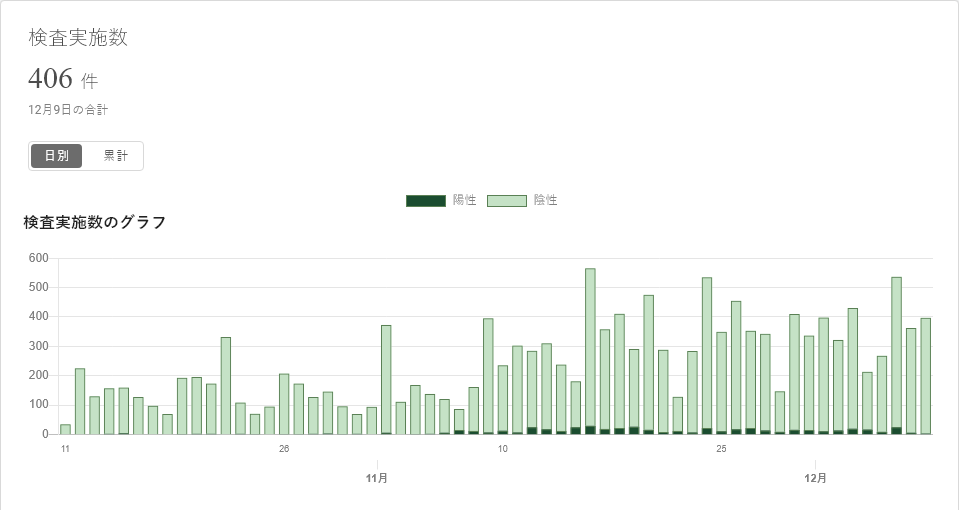 検査実施数
406 件
12月9日の合計
日別 累計
陽性 陰性
検査実施数のグラフ
600
500
400
300
200
100
0
11 26 10 25
11月 12月